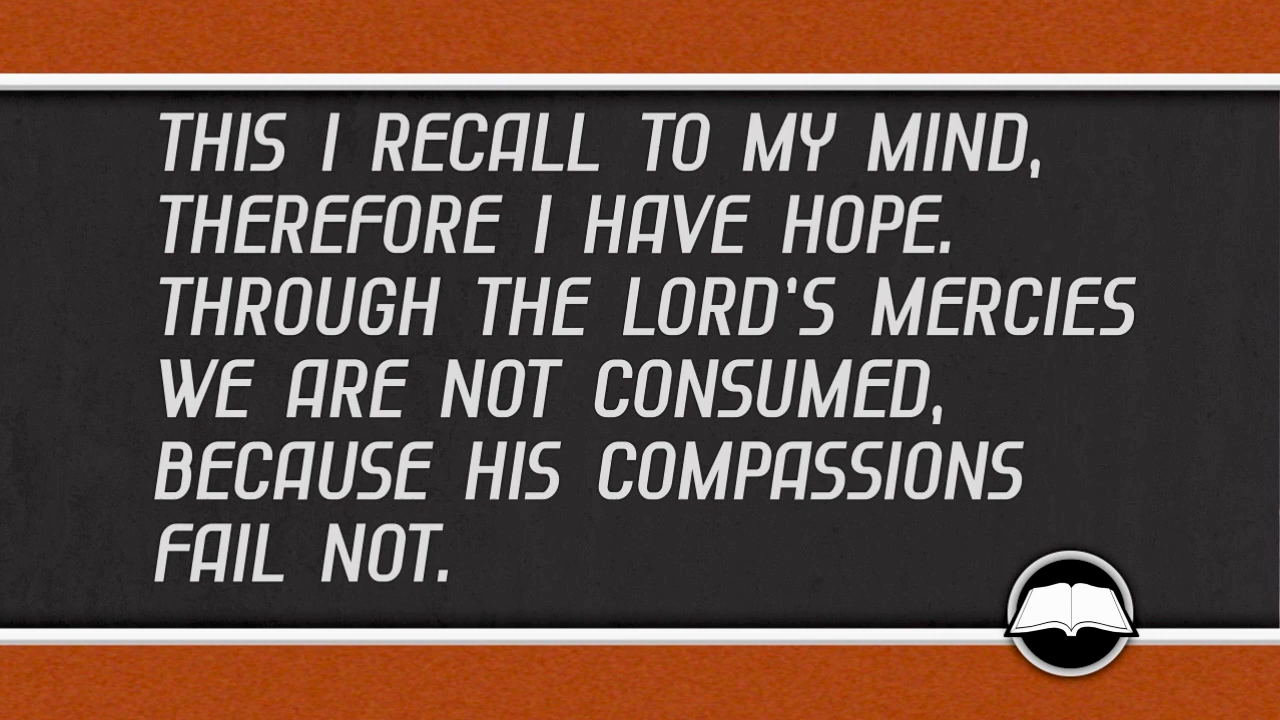 THIS I RECALL TO MY MIND,
THEREFORE I HAVE HOPE.
THROUGH THE LORD'S MERCIES
WE ARE NOT CONSUMED,
BECAUSE HIS COMPASSIONS
FAIL NOT.